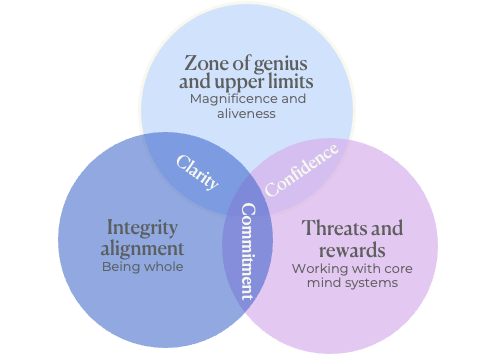 Zone of genius
and upper limits
Magnificence and
aliveness
Clarity
Confidence
Commitment
Integrity
alignment
Being whole
Threats and
rewards
Working with core
mind systems